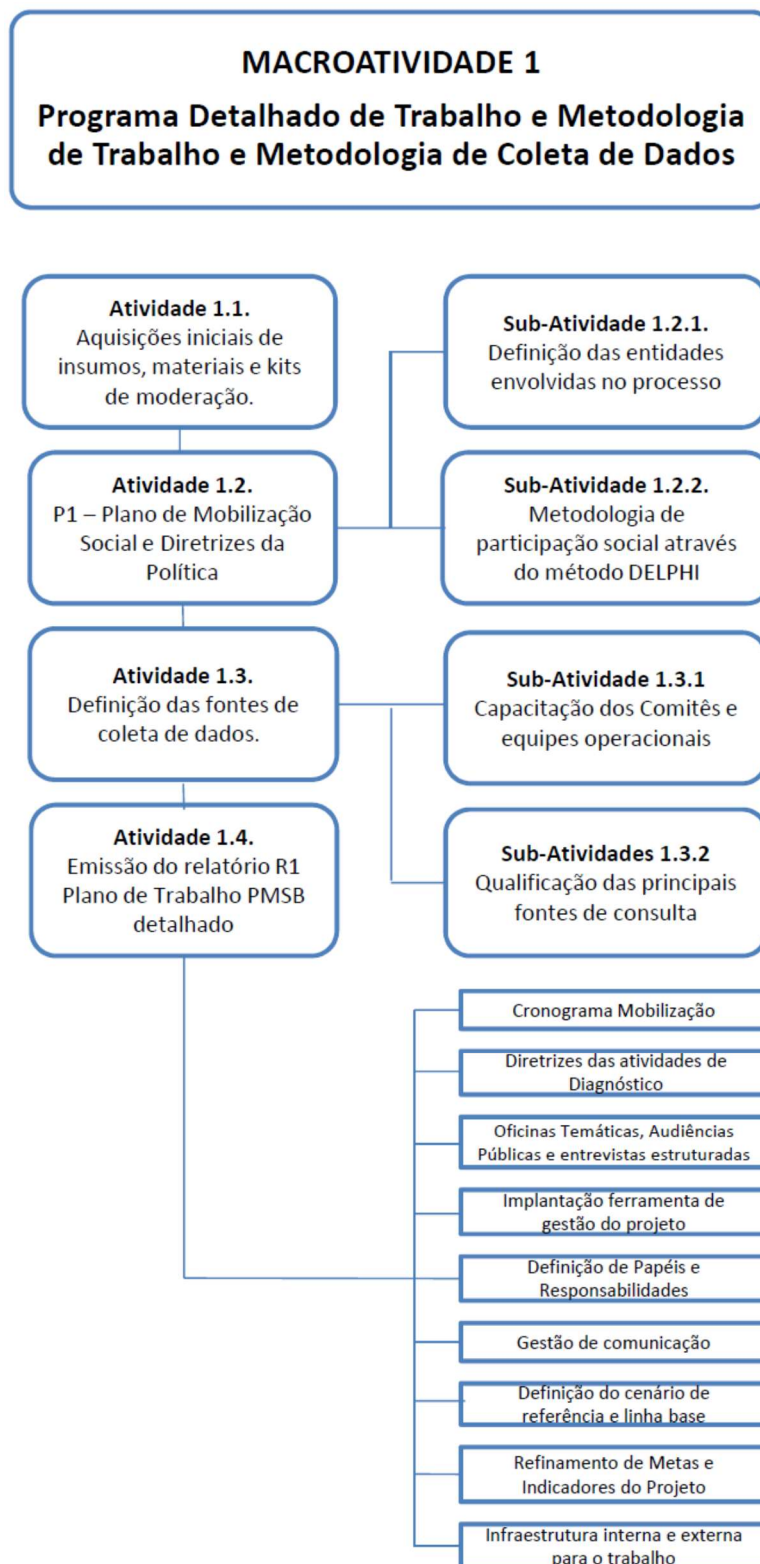 MACROATIVIDADE 1
Programa Detalhado de Trabalho e Metodologia
de Trabalho e Metodologia de Coleta de Dados
Atividade 1.1.
Aquisições iniciais de
insumos, materiais e kits
de moderação.
Sub-Atividade 1.2.1.
Definição das entidades
envolvidas no processo
Atividade 1.2.
P1 – Plano de Mobilização
Social e Diretrizes da
Política
Sub-Atividade 1.2.2.
Metodologia de
participação social através
do método DELPHI
Atividade 1.3.
Definição das fontes de
coleta de dados.
Sub-Atividade 1.3.1
Capacitação dos Comitês e
equipes operacionais
Atividade 1.4.
Emissão do relatório R1
Plano de Trabalho PMSB
detalhado
Sub-Atividades 1.3.2
Qualificação das principais
fontes de consulta
Cronograma Mobilização
Diretrizes das atividades de
Diagnóstico
Oficinas Temáticas, Audiências
Públicas e entrevistas estruturadas
Implantação ferramenta de
gestão do projeto
Definição de Papéis e
Responsabilidades
Gestão de comunicação
Definição do cenário de
referência e linha base
Refinamento de Metas e
Indicadores do Projeto
Infraestrutura interna e externa
para o trabalho